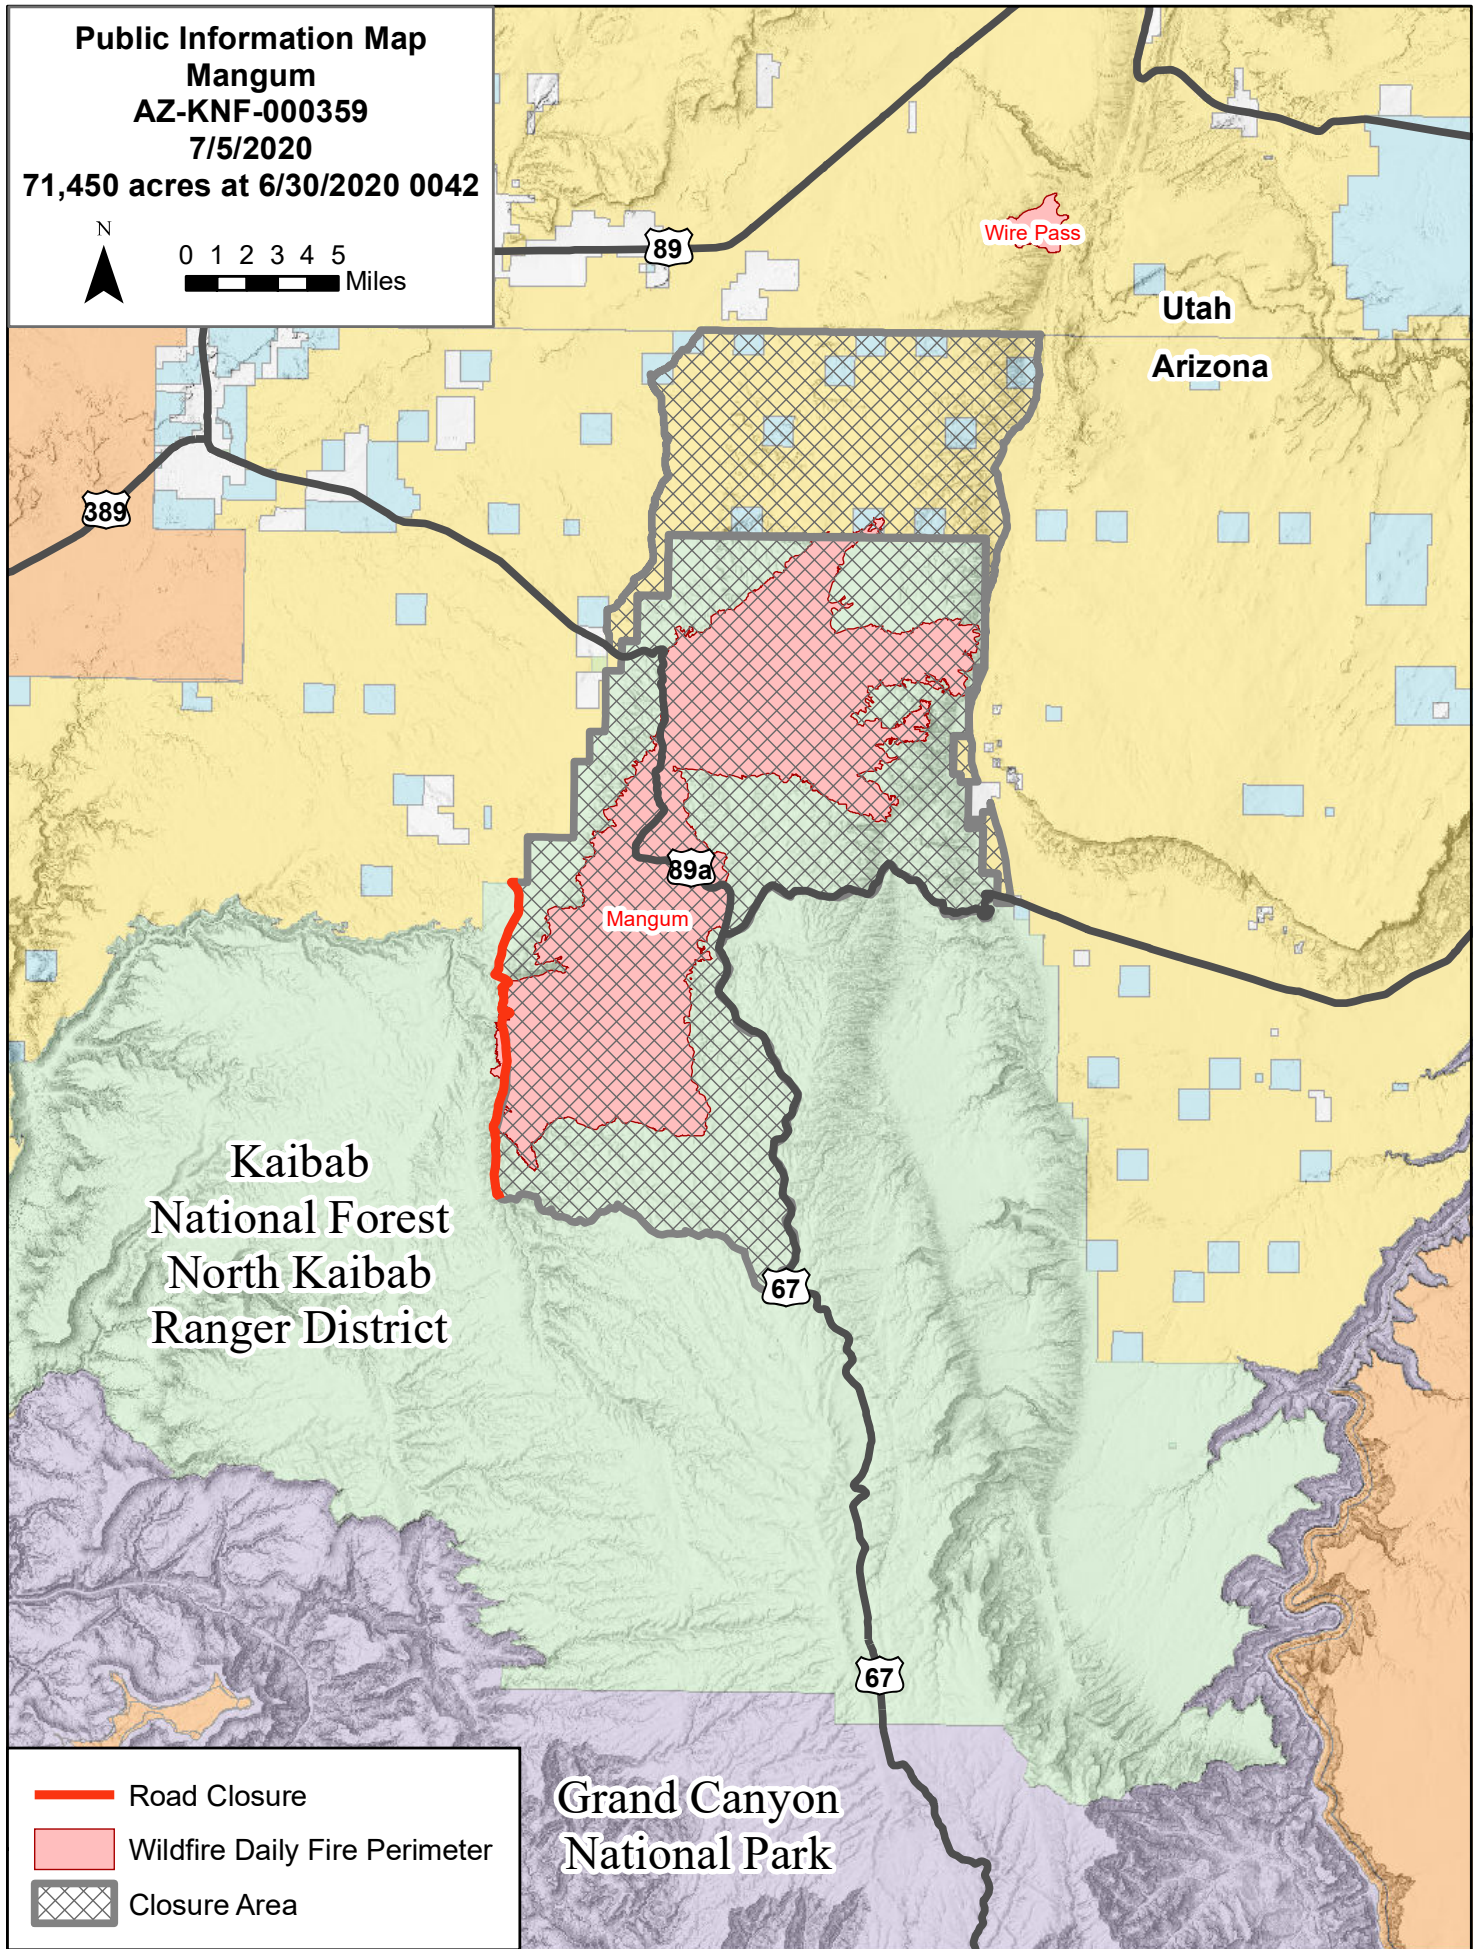 Public Information Map
Mangum
AZ-KNF-000359
7/5/2020
71,450 acres at 6/30/2020 0042
N
0 1 2 3 4 5
Miles
89
Wire Pass
Utah
Arizona
389
89a
Mangum
Kaibab
National Forest
North Kaibab
Ranger District
67
67
Grand Canyon
National Park
Road Closure
Wildfire Daily Fire Perimeter
Closure Area